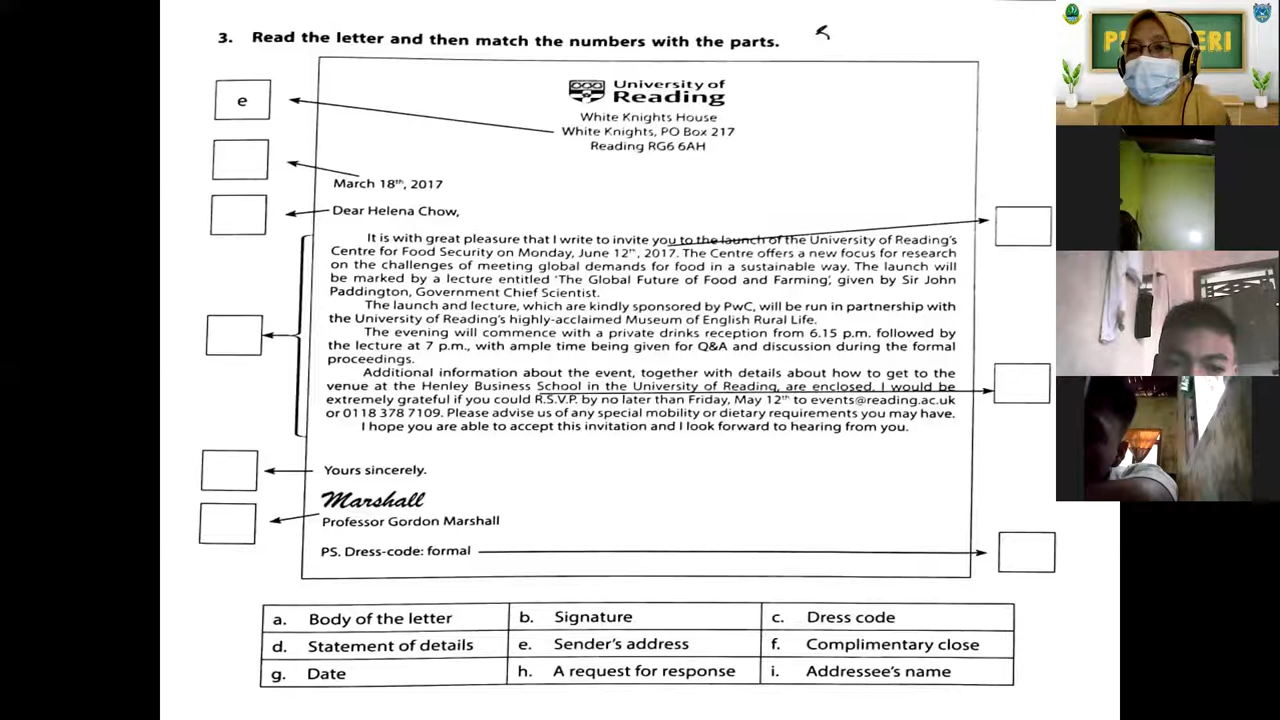 3. Read the letter and then match the numbers with the parts.
University of
Reading
White Knights House
White Knights, PO Box 217
Reading RG6 6AH
e
March 18th, 2017
Dear Helena Chow,
It is with great pleasure that I write to invite you to the launch of the University of Reading's
Centre for Food Security on Monday, June 12th, 2017. The Centre offers a new focus for research
on the challenges of meeting global demands for food in a sustainable way. The launch will
be marked by a lecture entitled 'The Global Future of Food and Farming', given by Sir John
Paddington, Government Chief Scientist.
The launch and lecture, which are kindly sponsored by PwC, will be run in partnership with
the University of Reading's highly-acclaimed Museum of English Rural Life.
The evening will commence with a private drinks reception from 6.15 p.m. followed by
the lecture at 7 p.m., with ample time being given for Q&A and discussion during the formal
proceedings.
Additional information about the event, together with details about how to get to the
venue at the Henley Business School in the University of Reading, are enclosed. I would be
extremely grateful if you could R.S.V.P. by no later than Friday, May 12th to events@reading.ac.uk
or 0118 378 7109. Please advise us of any special mobility or dietary requirements you may have.
I hope you are able to accept this invitation and I look forward to hearing from you.
Yours sincerely.
Marshall
Professor Gordon Marshall
PS. Dress-code: formal
a. Body of the letter
b. Signature
c. Dress code
d. Statement of details
e. Sender's address
f. Complimentary close
g. Date
h. A request for response
i. Addressee's name